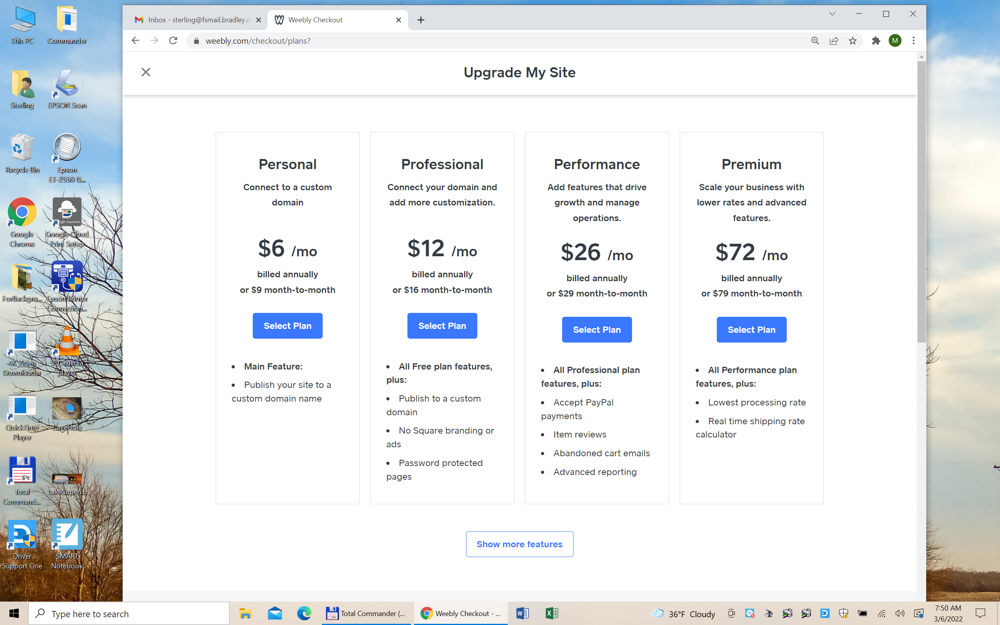 Inbox - sterling@fsmail.bradley.e
Weebly Checkout
weebly.com/checkout/plans?
M
Upgrade My Site
Personal
Connect to a custom
domain
$6 /mo
billed annually
or $9 month-to-month
Select Plan
Main Feature:
Publish your site to a
custom domain name
Professional
Connect your domain and
add more customization.
$12 /mo
billed annually
or $16 month-to-month
Select Plan
All Free plan features,
plus:
Publish to a custom
domain
No Square branding or
ads
Password protected
pages
Performance
Add features that drive
growth and manage
operations.
$26 /mo
billed annually
or $29 month-to-month
Select Plan
All Professional plan
features, plus:
Accept PayPal
payments
Item reviews
Abandoned cart emails
Advanced reporting
Premium
Scale your business with
lower rates and advanced
features.
$72 /mo
billed annually
or $79 month-to-month
Select Plan
All Performance plan
features, plus:
Lowest processing rate
Real time shipping rate
calculator
Show more features
This PC
Commander
Sterling
EPSON Scan
Recycle Bin
Epson
ET-2550 U...
Google
Chrome
Google Cloud
Print Setup
ForBackgro...
Epson Printer
Connection...
4K Video
Downloader
VLC media
player
QuickTime
Player
CaveHole
64
Total
Command...
LakeSuperi...
Driver
Support One
SMART
Notebook
Type here to search
Total Commander (...
Weebly Checkout - ...
36°F Cloudy
7:50 AM
3/6/2022